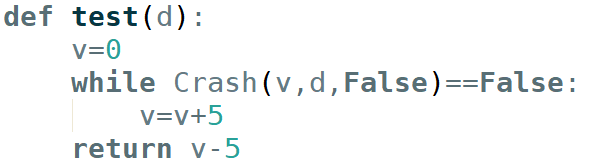 def test(d):
    v=0
    while Crash(v,d,False)==False:
        v=v+5
    return v-5